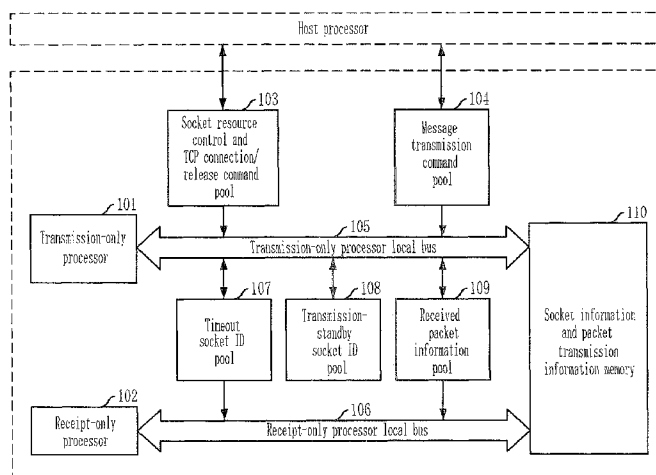 Host processor
103
Socket resource
control and
TCP connection/
release command
pool
104
Message
transmission
command
pool
101
Transmission-only
processor
105
Transmission-only processor local bus
110
Socket information
and packet
transmission
information memory
107
Timeout
socket ID
pool
108
Transmission-
standby
socket ID
pool
109
Received
packet
information
pool
102
Receipt-only
processor
106
Receipt-only processor local bus